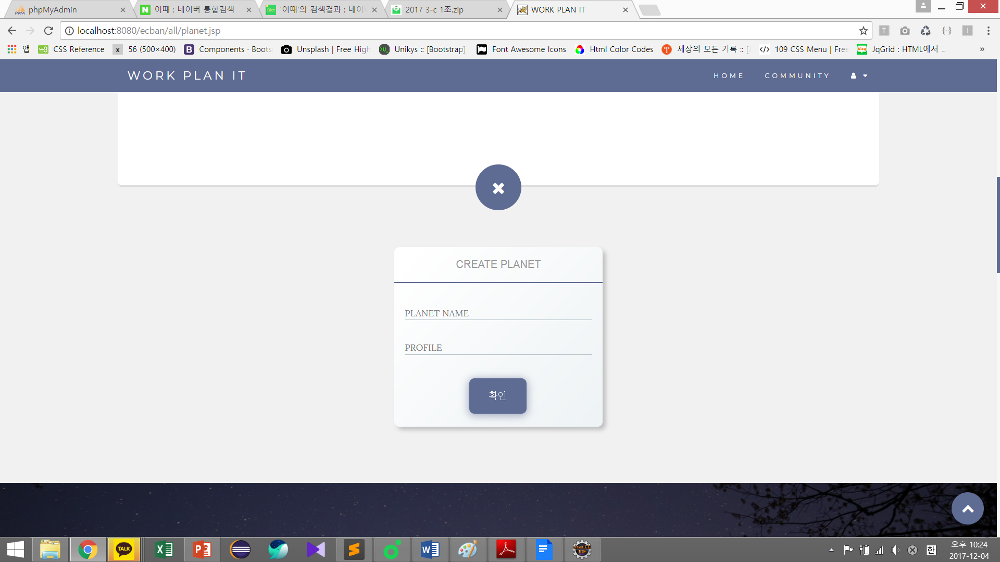 phpMyAdmin
이때 : 네이버 통합검색
'이때'의 검색결과 : 네이
2017 3-c 1조.zip
WORK PLAN IT
localhost:8080/ecban/all/planet.jsp
앱
CSS Reference
56 (500×400)
Components · Boots
Unsplash | Free High
Unikys :: [Bootstrap]
Font Awesome Icons
Html Color Codes
세상의 모든 기록 :: [
109 CSS Menu | Free
JqGrid : HTML에서
»
WORK PLAN IT
HOME
COMMUNITY
CREATE PLANET
PLANET NAME
PROFILE
확인
TALK
한
오후 10:24
2017-12-04